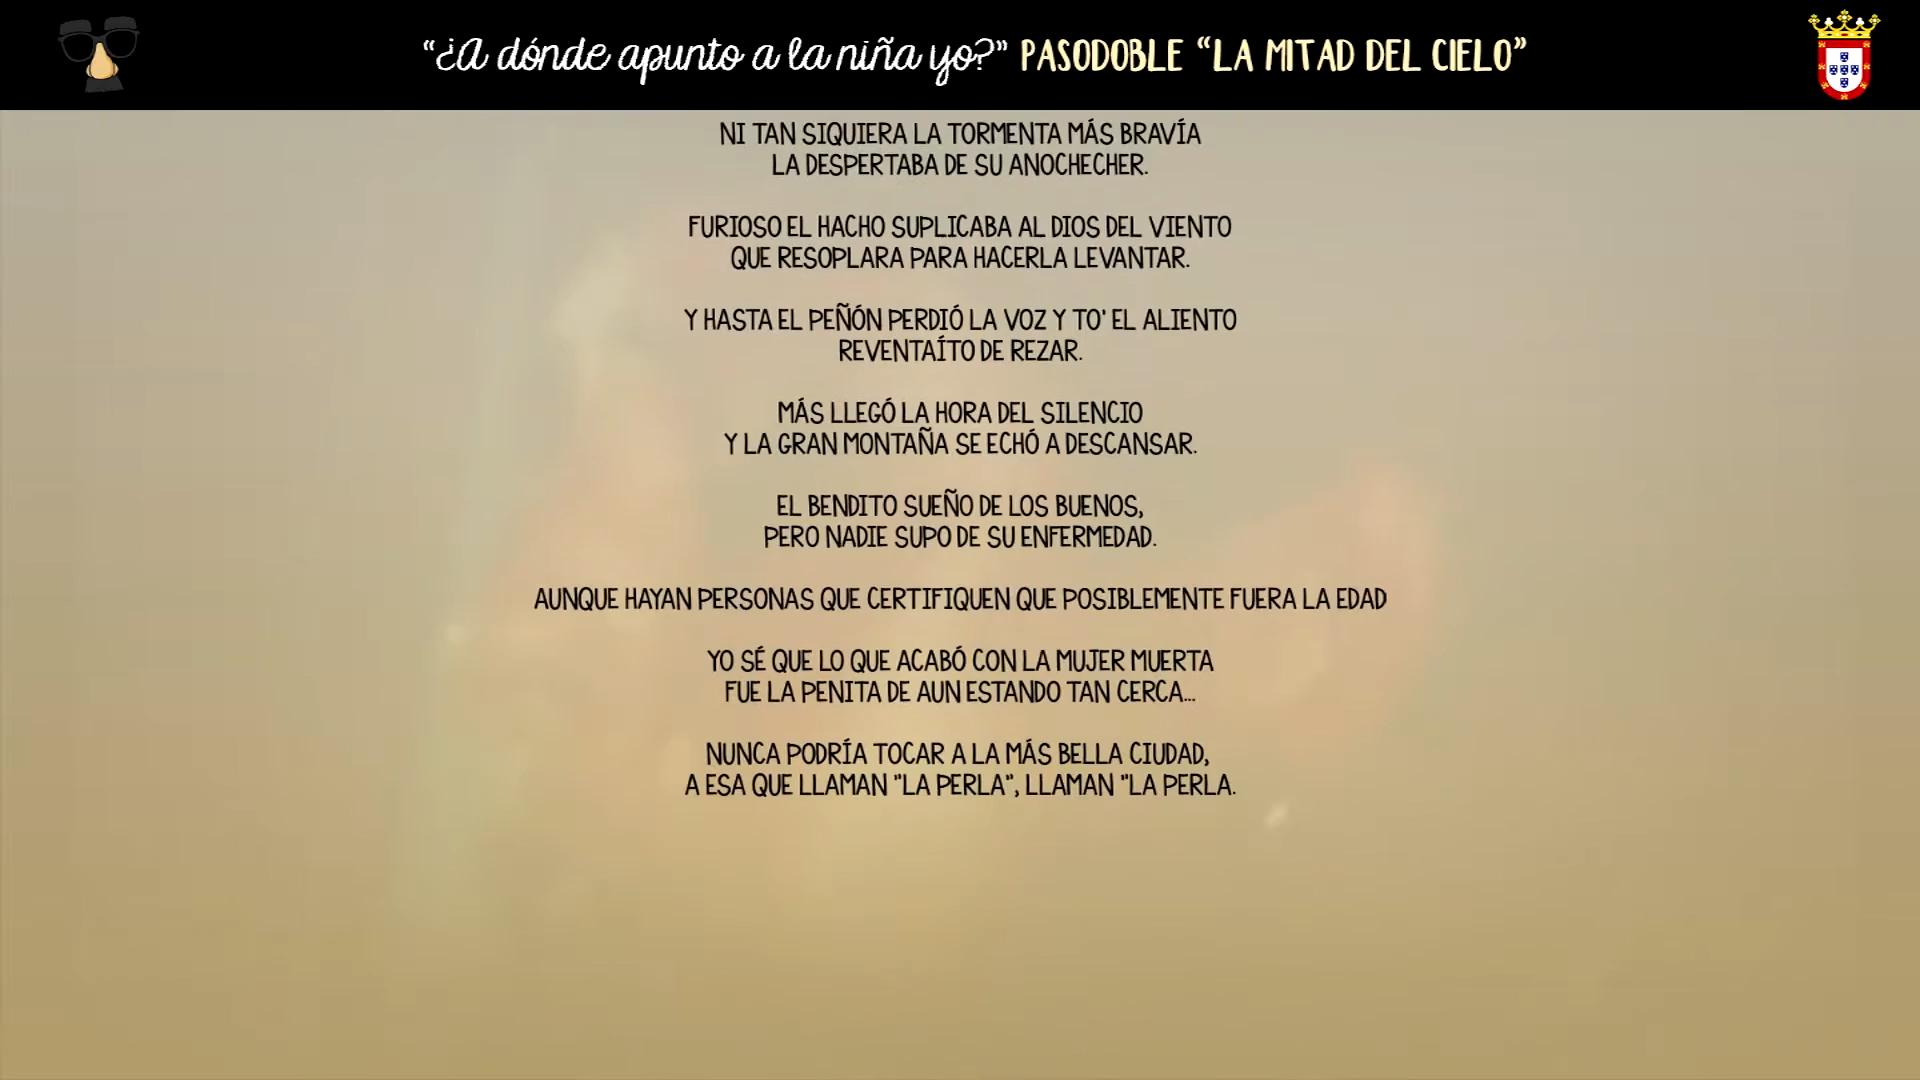 “¿A dónde apunto a la niña yo?” PASODOBLE “LA MITAD DEL CIELO”
NI TAN SIQUIERA LA TORMENTA MÁS BRAVÍA
LA DESPERTABA DE SU ANOCHECHER.
FURIOSO EL HACHO SUPLICABA AL DIOS DEL VIENTO
QUE RESOPLARA PARA HACERLA LEVANTAR.
Y HASTA EL PEÑÓN PERDIÓ LA VOZ Y TO' EL ALIENTO
REVENTAÍTO DE REZAR.
MÁS LLEGÓ LA HORA DEL SILENCIO
Y LA GRAN MONTAÑA SE ECHÓ A DESCANSAR.
EL BENDITO SUEÑO DE LOS BUENOS,
PERO NADIE SUPO DE SU ENFERMEDAD.
AUNQUE HAYAN PERSONAS QUE CERTIFIQUEN QUE POSIBLEMENTE FUERA LA EDAD
YO SÉ QUE LO QUE ACABÓ CON LA MUJER MUERTA
FUE LA PENITA DE AUN ESTANDO TAN CERCA...
NUNCA PODRÍA TOCAR A LA MÁS BELLA CIUDAD,
A ESA QUE LLAMAN "LA PERLA", LLAMAN "LA PERLA.